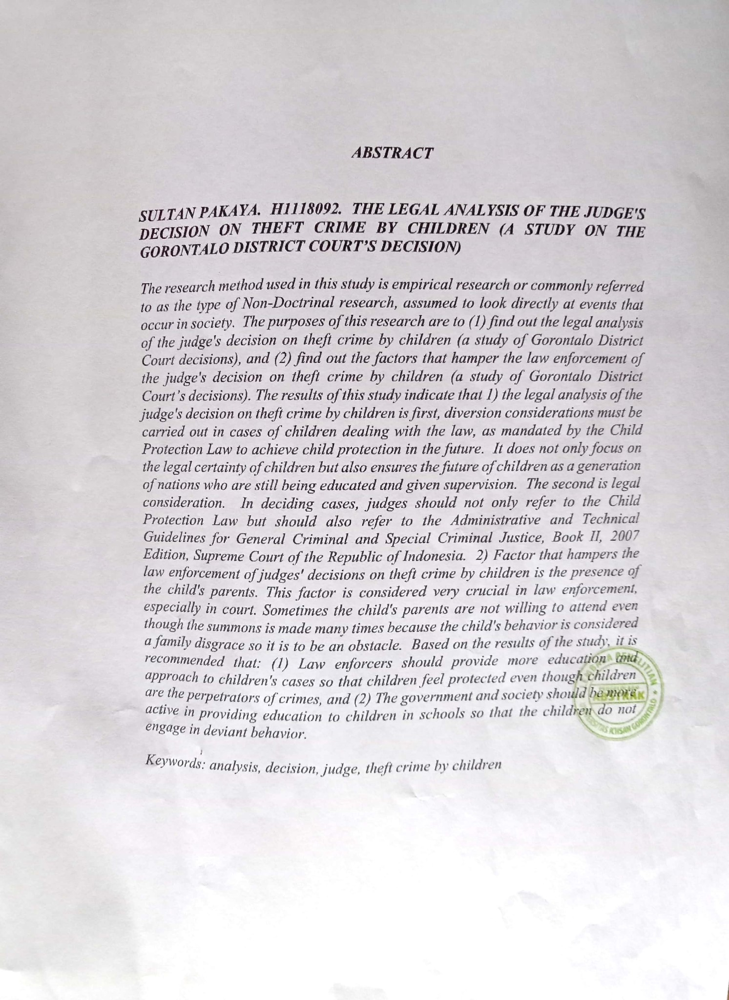 ABSTRACT
SULTAN PAKAYA. H1118092. THE LEGAL ANALYSIS OF THE JUDGE'S
DECISION ON THEFT CRIME BY CHILDREN (A STUDY ON THE
GORONTALO DISTRICT COURT’S DECISION)
The research method used in this study is empirical research or commonly referred
to as the type of Non-Doctrinal research, assumed to look directly at events that
occur in society. The purposes of this research are to (1) find out the legal analysis
of the judge's decision on theft crime by children (a study of Gorontalo District
Court decisions), and (2) find out the factors that hamper the law enforcement of
the judge's decision on theft crime by children (a study of Gorontalo District
Court’s decisions). The results of this study indicate that 1) the legal analysis of the
judge's decision on theft crime by children is first, diversion considerations must be
carried out in cases of children dealing with the law, as mandated by the Child
Protection Law to achieve child protection in the future. It does not only focus on
the legal certainty of children but also ensures the future of children as a generation
of nations who are still being educated and given supervision. The second is legal
consideration. In deciding cases, judges should not only refer to the Child
Protection Law but should also refer to the Administrative and Technical
Guidelines for General Criminal and Special Criminal Justice, Book II, 2007
Edition, Supreme Court of the Republic of Indonesia. 2) Factor that hampers the
law enforcement of judges' decisions on theft crime by children is the presence of
the child's parents. This factor is considered very crucial in law enforcement,
especially in court. Sometimes the child's parents are not willing to attend even
though the summons is made many times because the child's behavior is considered
a family disgrace so it is to be an obstacle. Based on the results of the study, it is
recommended that: (1) Law enforcers should provide more education and
approach to children's cases so that children feel protected even though children
are the perpetrators of crimes, and (2) The government and society should be more
active in providing education to children in schools so that the children do not
engage in deviant behavior.
Keywords: analysis, decision, judge, theft crime by children
PENELITIAN
ABSTRAK
ICHSAN GORONTALO